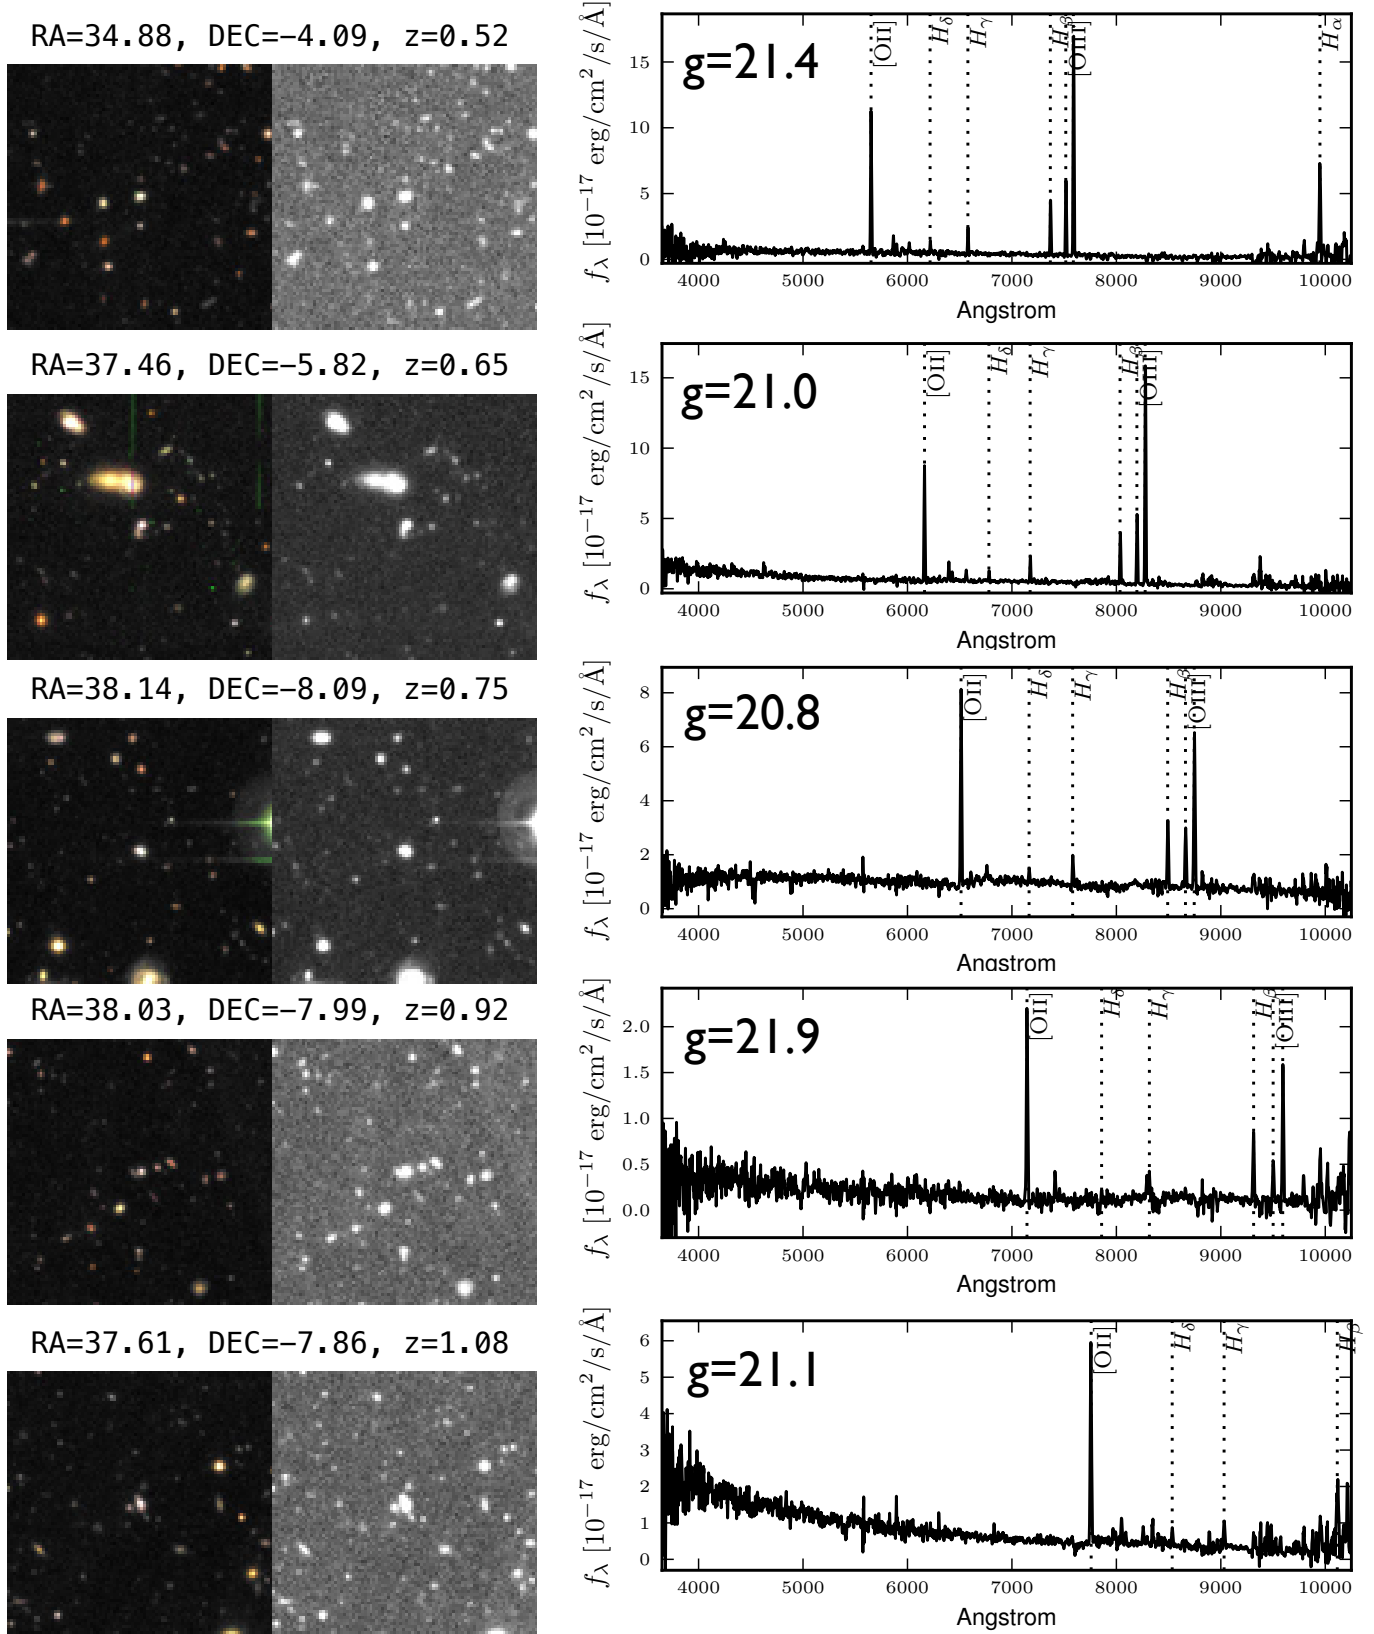 RA=34.88, DEC=−4.09, z=0.52
g=21.4
[OII]
Hδ
Hγ
Hβ
[OIII]
Hα
fλ [10−17 erg/cm2/s/Å]
15
10
5
0
4000 5000 6000 7000 8000 9000 10000
Angstrom
RA=37.46, DEC=−5.82, z=0.65
g=21.0
[OII]
Hδ
Hγ
Hβ
[OIII]
fλ [10−17 erg/cm2/s/Å]
15
10
5
0
4000 5000 6000 7000 8000 9000 10000
Angstrom
RA=38.14, DEC=−8.09, z=0.75
g=20.8
[OII]
Hδ
Hγ
Hβ
[OIII]
fλ [10−17 erg/cm2/s/Å]
8
6
4
2
0
4000 5000 6000 7000 8000 9000 10000
Angstrom
RA=38.03, DEC=−7.99, z=0.92
g=21.9
[OII]
Hδ
Hγ
Hβ
[OIII]
fλ [10−17 erg/cm2/s/Å]
2.0
1.5
1.0
0.5
0.0
4000 5000 6000 7000 8000 9000 10000
Angstrom
RA=37.61, DEC=−7.86, z=1.08
g=21.1
[OII]
Hδ
Hγ
Hβ
fλ [10−17 erg/cm2/s/Å]
6
5
4
3
2
1
0
4000 5000 6000 7000 8000 9000 10000
Angstrom